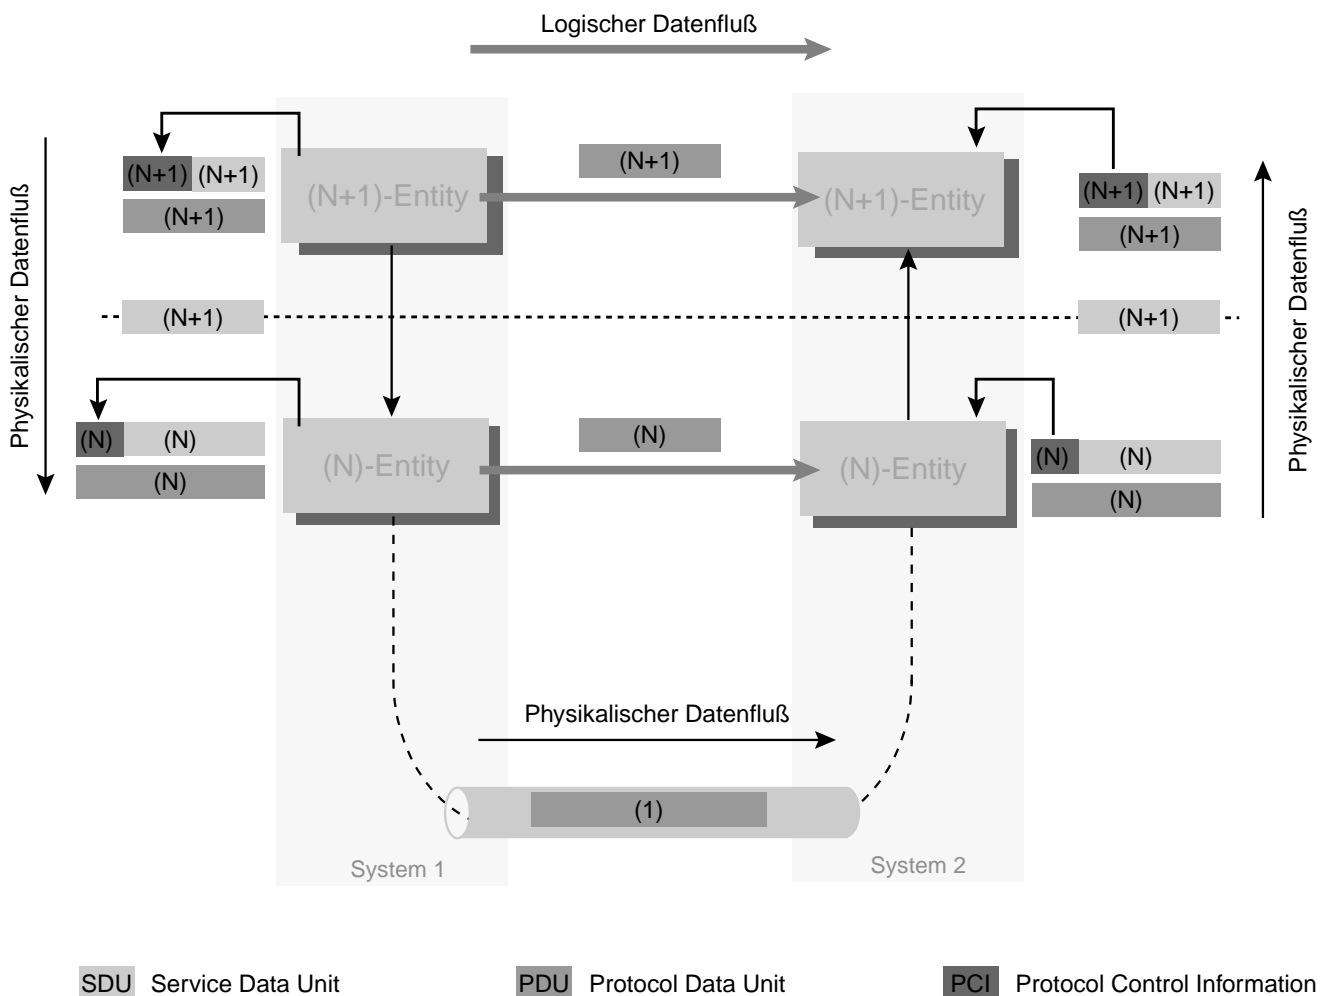 Logischer Datenfluß
(N+1)
(N+1) (N+1)
(N+1)-Entity
(N+1)-Entity
(N+1) (N+1)
(N+1)
(N+1)
Physikalischer Datenfluß
Physikalischer Datenfluß
(N+1)
(N+1)
(N)
(N) (N)
(N)
(N)-Entity
(N)-Entity
(N) (N)
(N)
Physikalischer Datenfluß
(1)
System 1
System 2
SDU Service Data Unit
PDU Protocol Data Unit
PCI Protocol Control Information